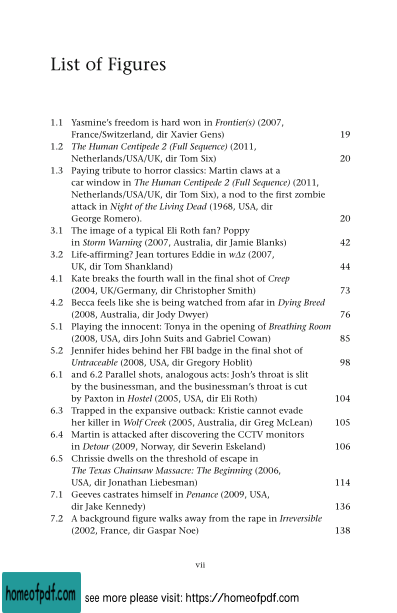 List of Figures
1.1 Yasmine's freedom is hard won in Frontier(s) (2007,
France/Switzerland, dir Xavier Gens) 19
1.2 The Human Centipede 2 (Full Sequence) (2011,
Netherlands/USA/UK, dir Tom Six) 20
1.3 Paying tribute to horror classics: Martin claws at a
car window in The Human Centipede 2 (Full Sequence) (2011,
Netherlands/USA/UK, dir Tom Six), a nod to the first zombie
attack in Night of the Living Dead (1968, USA, dir
George Romero). 20
3.1 The image of a typical Eli Roth fan? Poppy
in Storm Warning (2007, Australia, dir Jamie Blanks) 42
3.2 Life-affirming? Jean tortures Eddie in wΔz (2007,
UK, dir Tom Shankland) 44
4.1 Kate breaks the fourth wall in the final shot of Creep
(2004, UK/Germany, dir Christopher Smith) 73
4.2 Becca feels like she is being watched from afar in Dying Breed
(2008, Australia, dir Jody Dwyer) 76
5.1 Playing the innocent: Tonya in the opening of Breathing Room
(2008, USA, dirs John Suits and Gabriel Cowan) 85
5.2 Jennifer hides behind her FBI badge in the final shot of
Untraceable (2008, USA, dir Gregory Hoblit) 98
6.1 and 6.2 Parallel shots, analogous acts: Josh's throat is slit
by the businessman, and the businessman's throat is cut
by Paxton in Hostel (2005, USA, dir Eli Roth) 104
6.3 Trapped in the expansive outback: Kristie cannot evade
her killer in Wolf Creek (2005, Australia, dir Greg McLean) 105
6.4 Martin is attacked after discovering the CCTV monitors
in Detour (2009, Norway, dir Severin Eskeland) 106
6.5 Chrissie dwells on the threshold of escape in
The Texas Chainsaw Massacre: The Beginning (2006,
USA, dir Jonathan Liebesman) 114
7.1 Geeves castrates himself in Penance (2009, USA,
dir Jake Kennedy) 136
7.2 A background figure walks away from the rape in Irreversible
(2002, France, dir Gaspar Noe) 138
vii
homeofpdf.com
see more please visit: https://homeofpdf.com